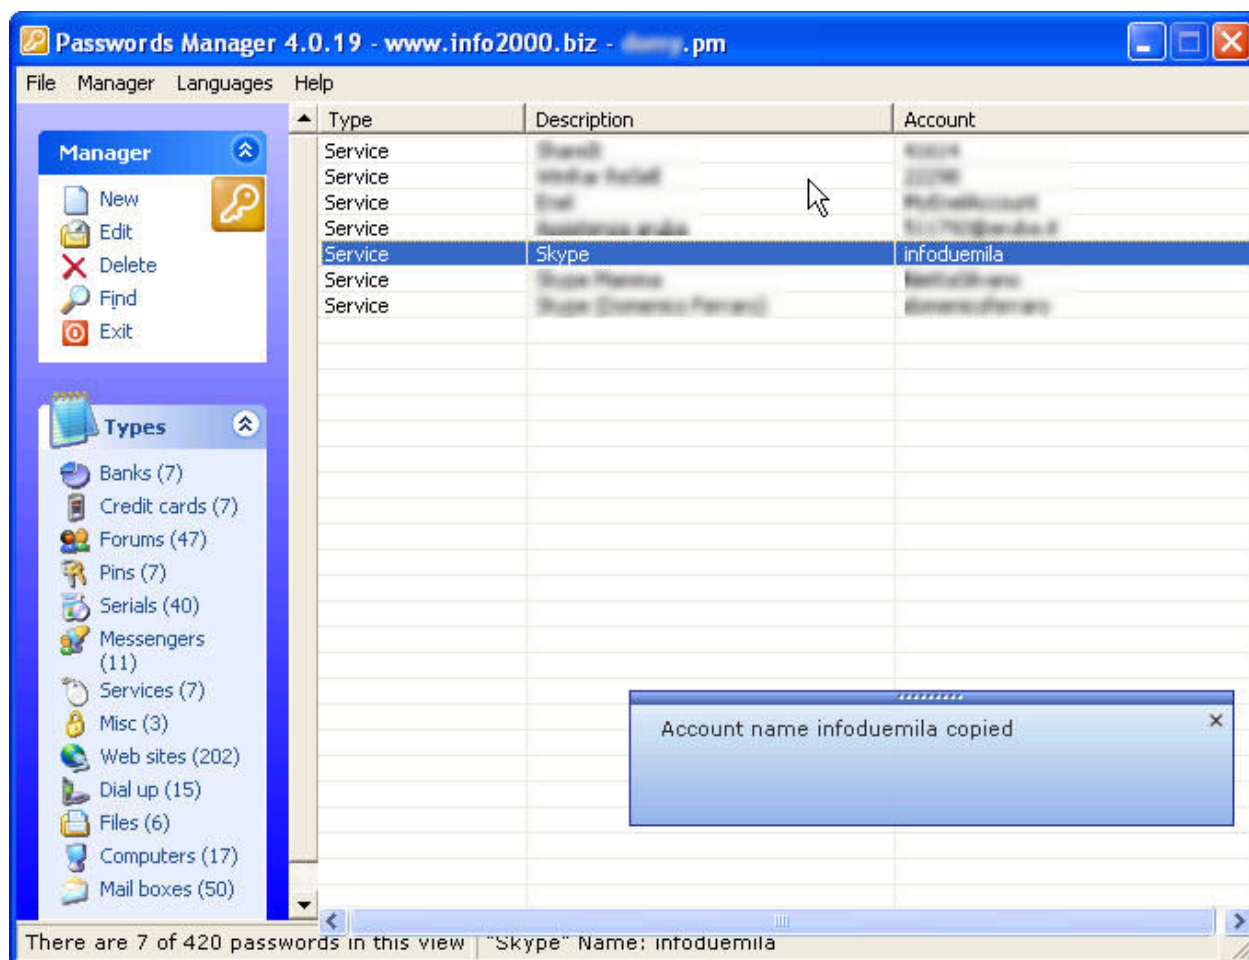 Passwords Manager 4.0.19 - www.info2000.biz - .pm
File Manager Languages Help
Manager
New
Edit
Delete
Find
Exit
Types
Banks (7)
Credit cards (7)
Forums (47)
Pins (7)
Serials (40)
Messengers
(11)
Services (7)
Misc (3)
Web sites (202)
Dial up (15)
Files (6)
Computers (17)
Mail boxes (50)
Type Description Account
Service
Service
Service
Service
Service Skype infoduemila
Service
Service
Account name infoduemila copied
There are 7 of 420 passwords in this view "Skype" Name: infoduemila